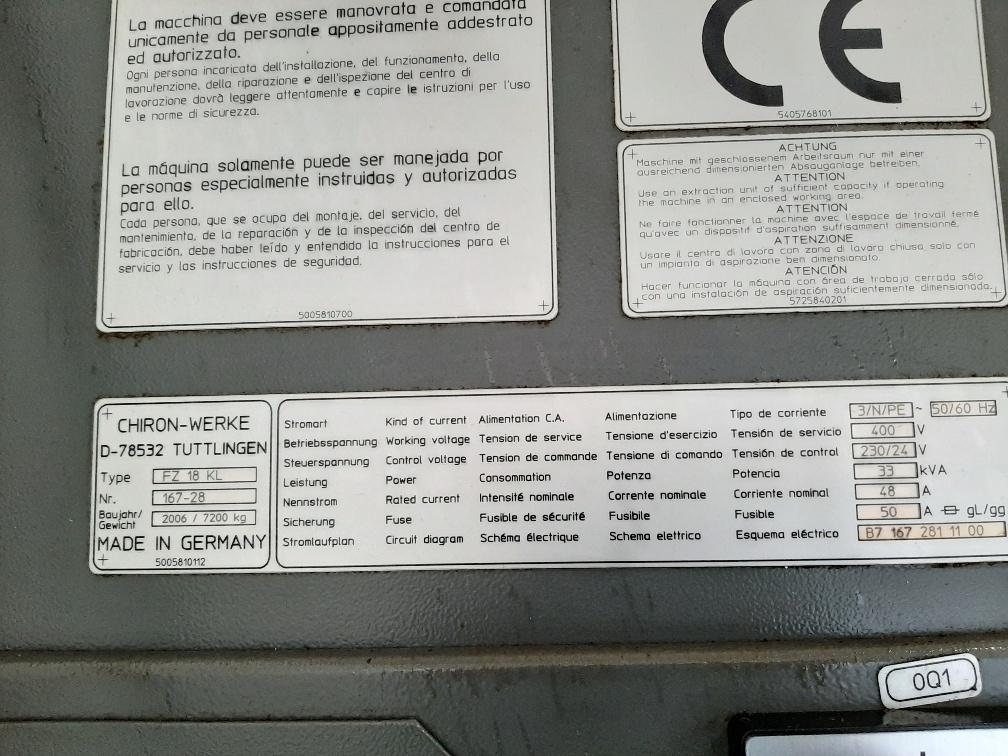 La macchina deve essere manovrata e comandata
unicamente da personale appositamente addestrato
ed autorizzato.
Ogni persona incaricata dell'installazione, del funzionamento, della
manutenzione, della riparazione e dell'ispezione del centro di
lavorazione dovrà leggere attentamente e capire le istruzioni per l'uso
e le norme di sicurezza.
La máquina solamente puede ser manejada por
personas especialmente instruidas y autorizadas
para ello.
Cada persona, que se ocupa del montaje, del servicio, del
mantenimiento, de la reparación y de la inspección del centro de
fabricación, debe haber leído y entendido la instrucciones para el
servicio y las instrucciones de seguridad.
5005810700
CE
5405768101
ACHTUNG
Maschine mit geschlossenem Arbeitsraum nur mit einer
ausreichend dimensionierten Absauganlage betreiben.
ATTENTION
Use an extraction unit of sufficient capacity if operating
the machine in an enclosed working area.
ATTENTION
Ne faire fonctionner la machine avec l'espace de travail fermé
qu'avec un dispositif d'aspiration suffisamment dimensionné.
ATTENZIONE
Usare il centro di lavoro con zona di lavoro chiusa solo con
un impianto di aspirazione ben dimensionato.
ATENCIÓN
Hacer funcionar la máquina con área de trabajo cerrada sólo
con una instalación de aspiración suficientemente dimensionada.
5725840201
CHIRON-WERKE
D-78532 TUTTLINGEN
Type FZ 18 KL
Nr. 167-28
Baujahr/
Gewicht 2006 / 7200 kg
MADE IN GERMANY
5005810112
Stromart Kind of current Alimentation C.A. Alimentazione Tipo de corriente 3/N/PE ~ 50/60 Hz
Betriebsspannung Working voltage Tension de service Tensione d'esercizio Tensión de servicio 400 V
Steuerspannung Control voltage Tension de commande Tensione di comando Tensión de control 230/24 V
Leistung Power Consommation Potenza Potencia 33 kVA
Nennstrom Rated current Intensité nominale Corrente nominale Corriente nominal 48 A
Sicherung Fuse Fusible de sécurité Fusibile Fusible 50 A gL/gg
Stromlaufplan Circuit diagram Schéma électrique Schema elettrico Esquema eléctrico B7 167 281 11 00
0Q1